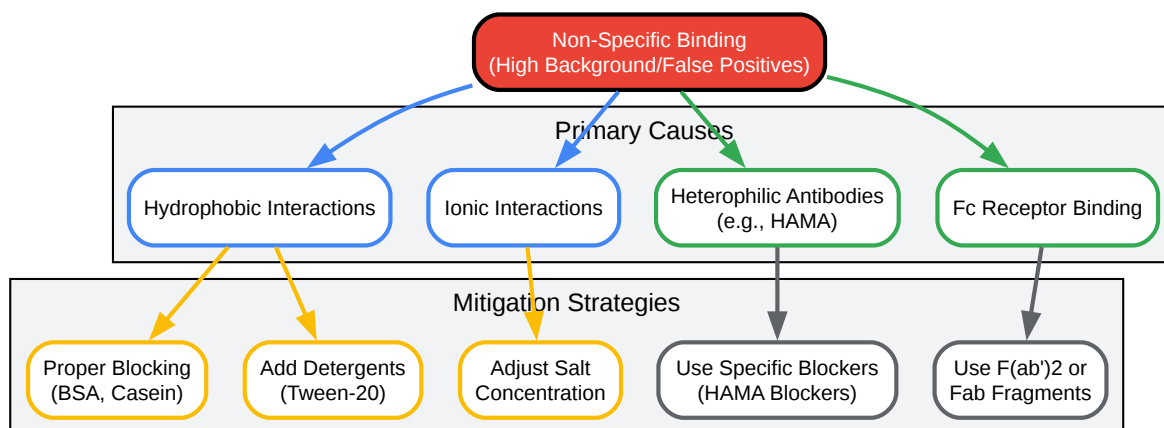 Non-Specific Binding
(High Background/False Positives)
Primary Causes
Hydrophobic Interactions
Ionic Interactions
Heterophilic Antibodies
(e.g., HAMA)
Fc Receptor Binding
Mitigation Strategies
Proper Blocking
(BSA, Casein)
Add Detergents
(Tween-20)
Adjust Salt
Concentration
Use Specific Blockers
(HAMA Blockers)
Use F(ab')2 or
Fab Fragments